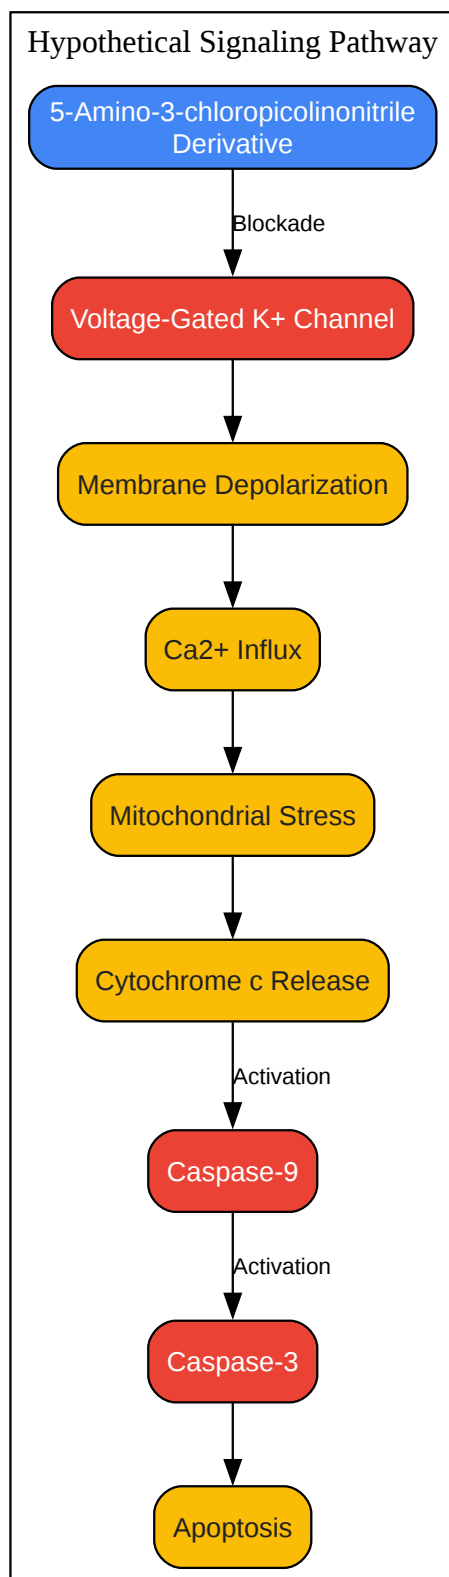 Hypothetical Signaling Pathway
5-Amino-3-chloropicolinonitrile
Derivative
Blockade
Voltage-Gated K+ Channel
Membrane Depolarization
Ca2+ Influx
Mitochondrial Stress
Cytochrome c Release
Activation
Caspase-9
Activation
Caspase-3
Apoptosis